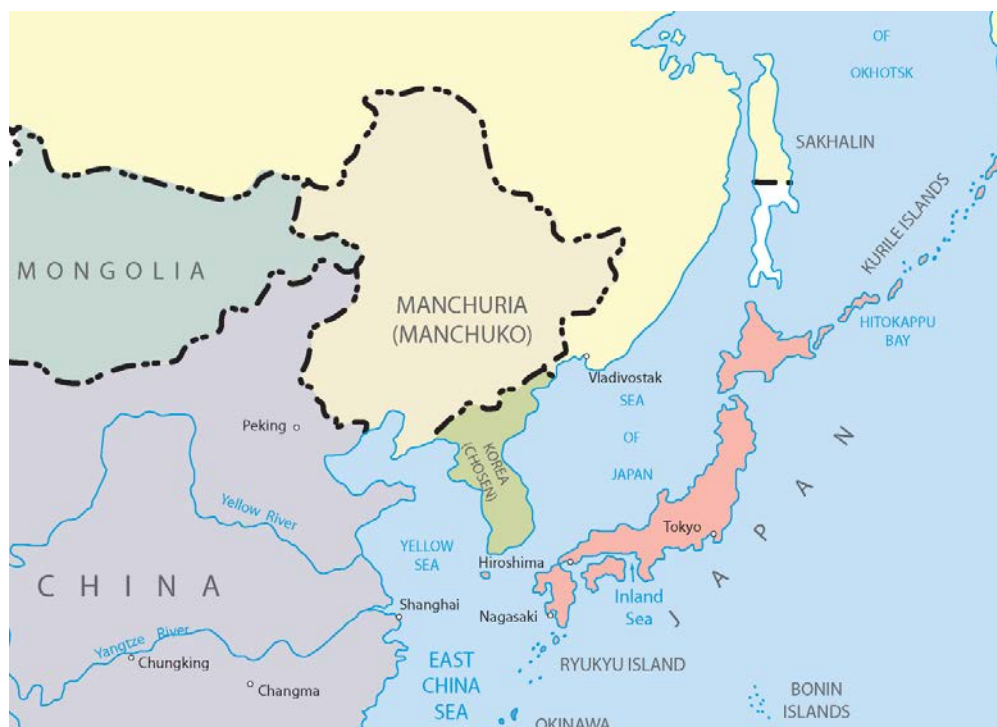 OF
OKHOTSK
SAKHALIN
KURILE ISLANDS
MONGOLIA
MANCHURIA
(MANCHUKO)
HITOKAPPU
BAY
Vladivostak
SEA
OF
JAPAN
Peking
KOREA
(CHOSEN)
JAPAN
Yellow River
Tokyo
YELLOW
SEA
Hiroshima
CHINA
Inland
Sea
Shanghai
Nagasaki
Yangtze River
Chungking
Changma
EAST
CHINA
SEA
RYUKYU ISLAND
BONIN
ISLANDS
OKINAWA